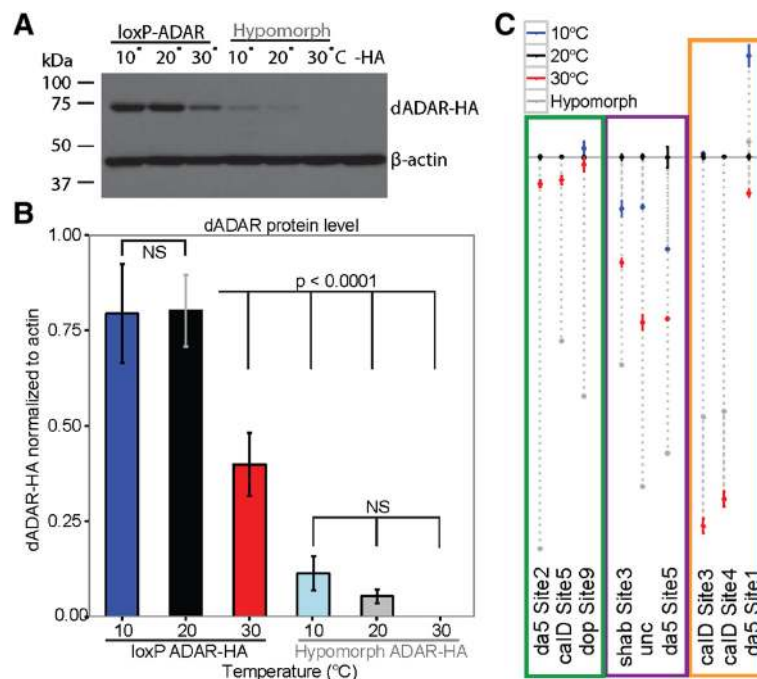 A
loxP-ADAR
Hypomorph
kDa
10° 20° 30° 10° 20° 30° C -HA
100
75
50
37
dADAR-HA
β-actin
B
dADAR protein level
dADAR-HA normalized to actin
1.00
0.75
0.50
0.25
0.00
NS
p < 0.0001
NS
10 20 30 10 20 30
loxP ADAR-HA
Hypomorph ADAR-HA
Temperature (°C)
C
10°C
20°C
30°C
Hypomorph
da5 Site2
calD Site5
dop Site9
shab Site3
unc
da5 Site5
calD Site3
calD Site4
da5 Site1